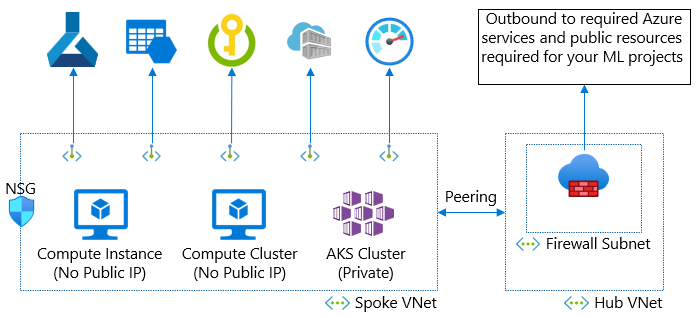 Outbound to required Azure
services and public resources
required for your ML projects
NSG
Compute Instance
(No Public IP)
Compute Cluster
(No Public IP)
AKS Cluster
(Private)
Peering
Firewall Subnet
Spoke VNet
Hub VNet